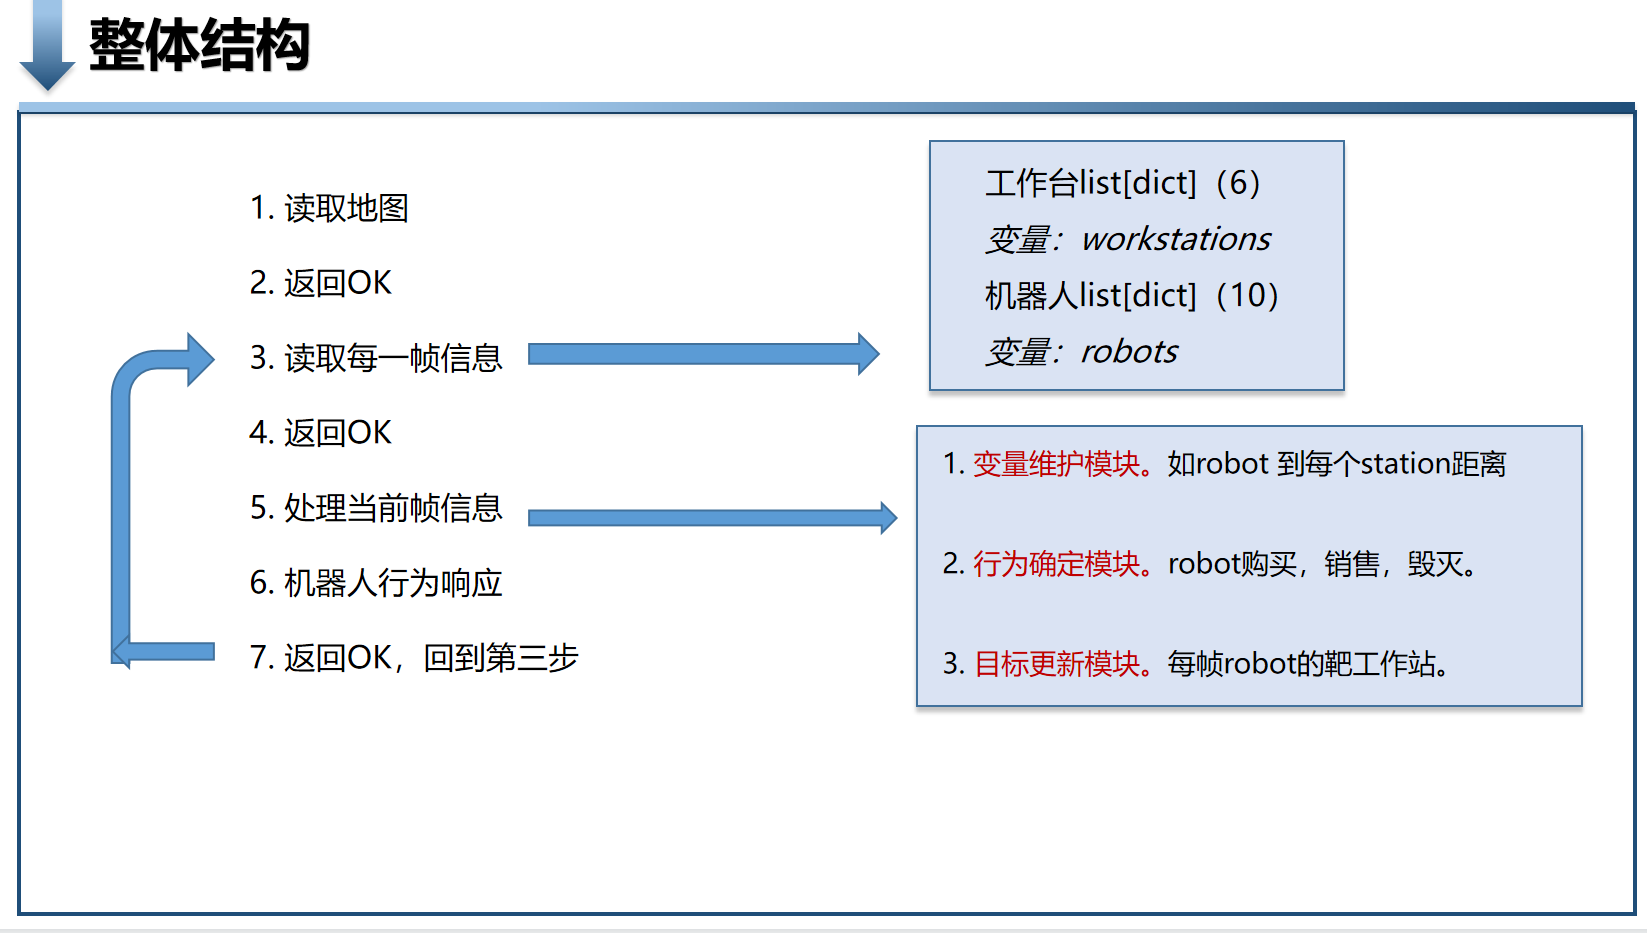 整体结构
1. 读取地图
2. 返回OK
3. 读取每一帧信息
4. 返回OK
5. 处理当前帧信息
6. 机器人行为响应
7. 返回OK，回到第三步
工作台list[dict]（6）
变量：workstations
机器人list[dict]（10）
变量：robots
1. 变量维护模块。如robot 到每个station距离
2. 行为确定模块。robot购买，销售，毁灭。
3. 目标更新模块。每帧robot的靶工作站。